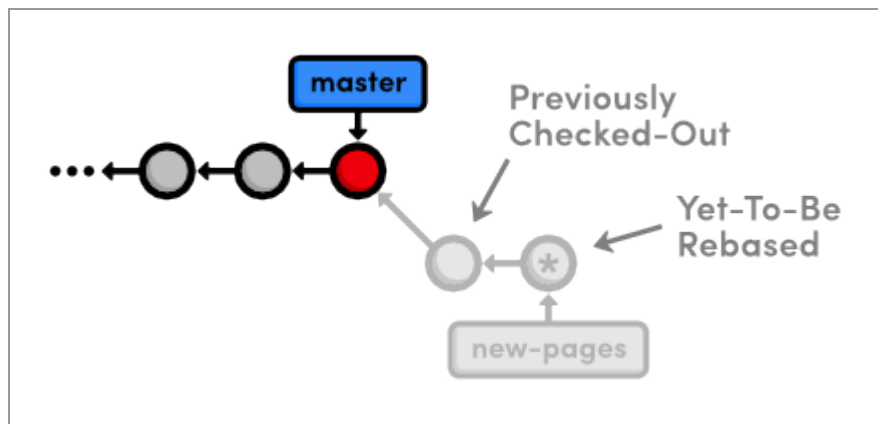 master
Previously
Checked-Out
Yet-To-Be
Rebased
*
new-pages